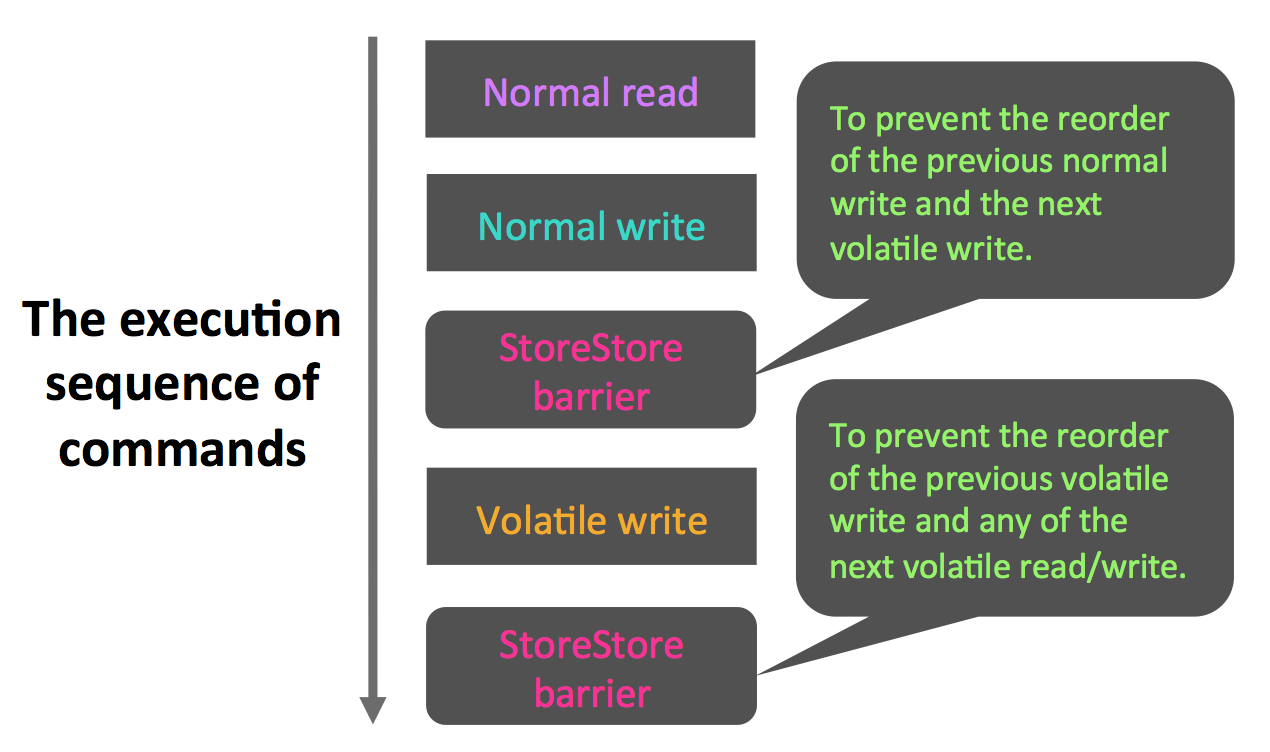 The execution
sequence of
commands
Normal read
Normal write
StoreStore
barrier
Volatile write
StoreStore
barrier
To prevent the reorder
of the previous normal
write and the next
volatile write.
To prevent the reorder
of the previous volatile
write and any of the
next volatile read/write.